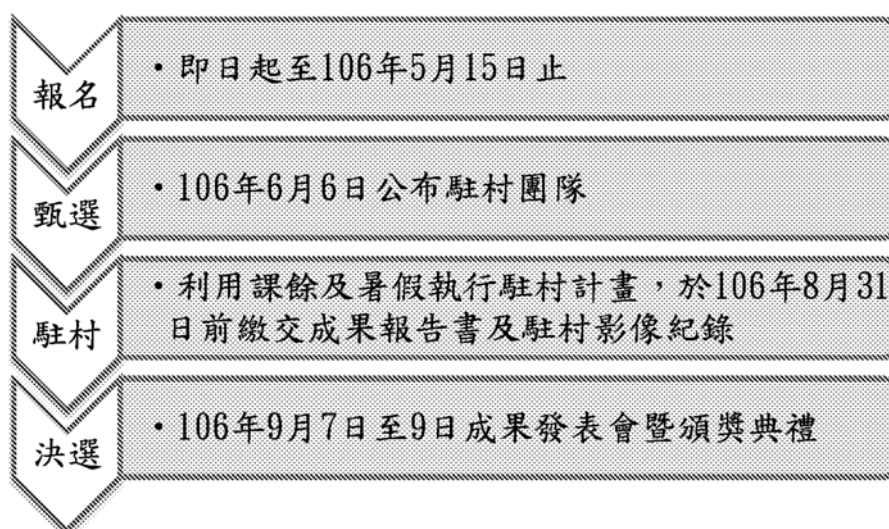 報名
・即日起至106年5月15日止
甄選
・106年6月6日公布駐村團隊
駐村
・利用課餘及暑假執行駐村計畫，於106年8月31
日前繳交成果報告書及駐村影像紀錄
決選
・106年9月7日至9日成果發表會暨頒獎典禮